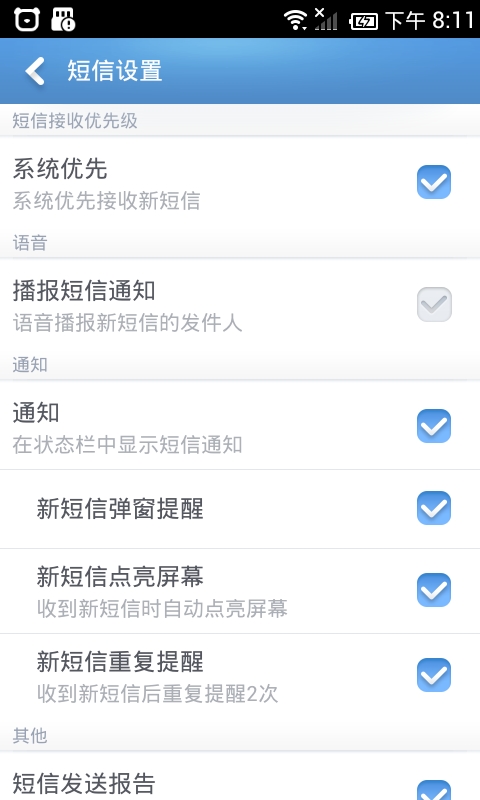 下午 8:11
短信设置
短信接收优先级
系统优先
系统优先接收新短信
语音
播报短信通知
语音播报新短信的发件人
通知
通知
在状态栏中显示短信通知
新短信弹窗提醒
新短信点亮屏幕
收到新短信时自动点亮屏幕
新短信重复提醒
收到新短信后重复提醒2次
其他
短信发送报告